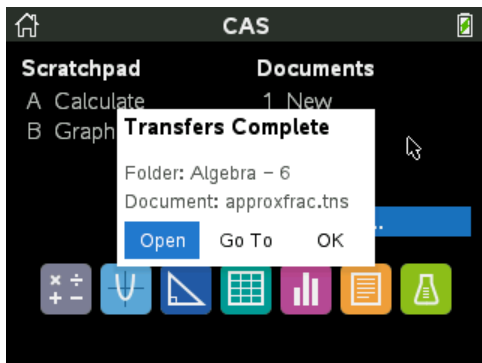 CAS
Scratchpad
Documents
A Calculate
1 New
B Graph
Transfers Complete
Folder: Algebra – 6
Document: approxfrac.tns
..
Open Go To OK